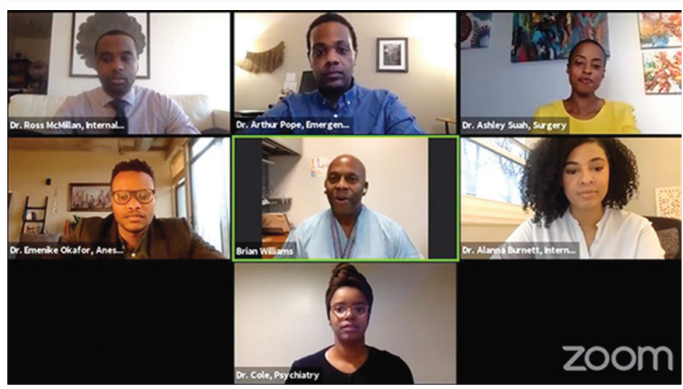 Dr. Ross McMillan, Internal...
Dr. Arthur Pope, Emergen...
Dr. Ashley Suah, Surgery
Dr. Emenike Okafor, Anes...
Brian Williams
Dr. Alanna Burnett, Intern...
Dr. Cole, Psychiatry
zoom